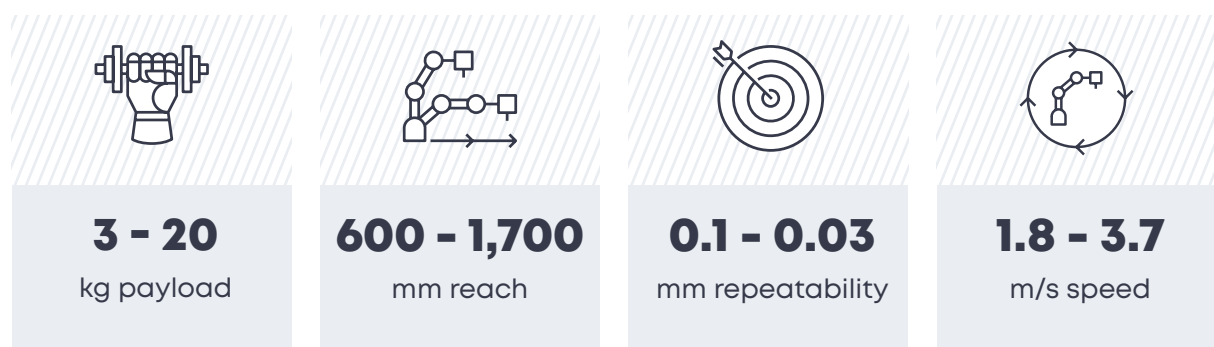 3 - 20
kg payload
600 - 1,700
mm reach
0.1 - 0.03
mm repeatability
1.8 - 3.7
m/s speed